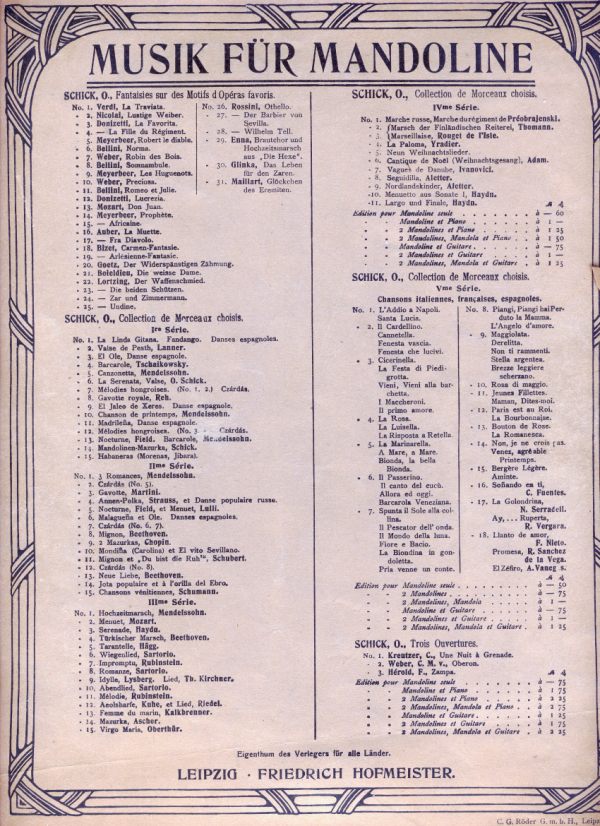 MUSIK FÜR MANDOLINE
SCHICK, O., Fantaisies sur des Motifs d'Opéras favoris.
No. 1. Verdi, La Traviata.
" 2. Nicolai, Lustige Weiber.
" 3. Donizetti, La Favorita.
" 4. — La Fille du Régiment.
" 5. Meyerbeer, Robert le diable.
" 6. Bellini, Norma.
" 7. Weber, Robin des Bois.
" 8. Bellini, Somnambule.
" 9. Meyerbeer, Les Huguenots.
" 10. Weber, Preciosa.
" 11. Bellini, Romeo et Julie.
" 12. Donizetti, Lucrezia.
" 13. Mozart, Don Juan.
" 14. Meyerbeer, Prophète.
" 15. — Africaine.
" 16. Auber, La Muette.
" 17. — Fra Diavolo.
" 18. Bizet, Carmen-Fantasie.
" 19. — Arlésienne-Fantasie.
" 20. Goetz, Der Widerspänstigen Zähmung.
" 21. Boieldieu, Die weisse Dame.
" 22. Lortzing, Der Waffenschmied.
" 23. — Die beiden Schützen.
" 24. — Zar und Zimmermann.
" 25. — Undine.
No. 26. Rossini, Othello.
" 27. — Der Barbier von
Sevilla.
" 28. — Wilhelm Tell.
" 29. Enna, Brautchor und
Hochzeitsmarsch
aus „Die Hexe".
" 30. Glinka, Das Leben
für den Zaren.
" 31. Maillart, Glöckchen
des Eremiten.
SCHICK, O., Collection de Morceaux choisis.
Ire Série.
No. 1. La Linda Gitana. Fandango. Danses espagnoles.
" 2. Valse de Pesth, Lanner.
" 3. El Ole, Danse espagnole.
" 4. Barcarole, Tschaikowsky.
" 5. Canzonetta, Mendelssohn.
" 6. La Serenata, Valse, O. Schick.
" 7. Mélodies hongroises. (No. 1. 2.) Czárdás.
" 8. Gavotte royale, Reh.
" 9. El Jaleo de Xeres. Danse espagnole.
" 10. Chanson de printemps, Mendelssohn.
" 11. Madrileña, Danse espagnole.
" 12. Mélodies hongroises. (No. 3 Czárdás.
" 13. Nocturne, Field. Barcarole, Mendelssohn.
" 14. Mandolinen-Mazurka, Schick.
" 15. Habaneras (Morenas, Jibara).
IIme Série.
No. 1. 3 Romances, Mendelssohn.
" 2. Czárdás (No. 5).
" 3. Gavotte, Martini.
" 4. Annen-Polka, Strauss, et Danse populaire russe.
" 5. Nocturne, Field, et Menuet, Lulli.
" 6. Malagueña et Ole. Danses espagnoles.
" 7. Czárdás (No. 6. 7).
" 8. Mignon, Beethoven.
" 9. 2 Mazurkas, Chopin.
" 10. Mondiña (Carolina) et El vito Sevillano.
" 11. Mignon et „Du bist die Ruh'", Schubert.
" 12. Czárdás (No. 8).
" 13. Neue Liebe, Beethoven.
" 14. Jota populaire et à l'orilla del Ebro.
" 15. Chansons vénitiennes, Schumann.
IIIme Série.
No. 1. Hochzeitmarsch, Mendelssohn.
" 2. Menuet, Mozart.
" 3. Serenade, Haydn.
" 4. Türkischer Marsch, Beethoven.
" 5. Tarantelle, Hägg.
" 6. Wiegenlied, Sartorio.
" 7. Impromptu, Rubinstein.
" 8. Romanze, Sartorio.
" 9. Idylle, Lysberg. Lied, Th. Kirchner.
" 10. Abendlied, Sartorio.
" 11. Mélodie, Rubinstein.
" 12. Aeolsharfe, Kuhe, et Lied, Riedel.
" 13. Femme du marin, Kalkbrenner.
" 14. Mazurka, Ascher.
" 15. Virgo Maria, Oberthür.
SCHICK, O., Collection de Morceaux choisis.
IVme Série.
No. 1. Marche russe, Marche du régiment de Préobrajenski.
" 2. (Marsch der Finländischen Reiterei, Thomann.
" 3. (Marseillaise, Rouget de l'Isle.
" 4. La Paloma, Yradier.
" 5. Neun Weihnachtslieder.
" 6. Cantique de Noël (Weihnachtsgesang), Adam.
" 7. Vagues de Danube, Ivanovici.
" 8. Seguidilla, Aletter.
" 9. Nordlandskinder, Aletter.
" 10. Menuetto aus Sonate I, Haydn.
" 11. Largo und Finale, Haydn. ℳ ₰
Edition pour Mandoline seule à — 60
" " Mandoline et Piano à 1 —
" " 2 Mandolines et Piano à 1 25
" " 2 Mandolines, Mandola et Piano à 1 50
" " Mandoline et Guitare à — 75
" " 2 Mandolines et Guitare à 1 —
" " 2 Mandolines, Mandola et Guitare à 1 25
SCHICK, O., Collection de Morceaux choisis.
Vme Série.
Chansons italiennes, françaises, espagnoles.
No. 1. L'Addio a Napoli.
Santa Lucia.
" 2. Il Cardellino.
Cannetella.
Fenesta vascia.
Fenesta che lucivi.
" 3. Cicerinella.
La Festa di Piedi-
grotta.
Vieni, Vieni alla bar-
chetta.
I Maccheroni.
Il primo amore.
" 4. La Rosa.
La Luisella.
La Risposta a Retella.
" 5. La Marinarella.
A Mare, a Mare.
Bionda, la bella
Bionda.
" 6. Il Passerino.
Il canto del cucù.
Allora ed oggi.
Barcarola Veneziana.
" 7. Spunta il Sole alla col-
lina.
Il Pescator dell' onda.
Il Mondo della luna.
Fiore e Bacio.
La Biondina in gon-
doletta.
Pria venne un conte.
No. 8. Piangi, Piangi hai Per-
duto la Mamma.
L'Angelo d'amore.
" 9. Maggiolata.
Derelitta.
Non ti rammenti.
Stella argentea.
Brezze leggiere
scherzano.
" 10. Rosa di maggio.
" 11. Jeunes Fillettes.
Maman, Dites-moi.
" 12. Paris est au Roi.
La Bourbonnaise.
" 13. Bouton de Rose.
La Romanesca.
" 14. Non, je ne crois pas.
Venez, agréable
Printemps.
" 15. Bergère Légère.
Aminte.
" 16. Soñando en ti,
C. Fuentes.
" 17. La Golondrina,
N. Serradell.
Ay, ... Ruperta,
R. Vergara.
" 18. Llanto de amor,
F. Nieto.
Promesa, R. Sanchez
de la Vega.
El Zéfiro, A. Vaneg s.
ℳ ₰
Edition pour Mandoline seule à — 50
" " 2 Mandolines à — 75
" " 2 Mandolines, Mandola à 1 —
" " Mandoline et Guitare à — 75
" " 2 Mandolines et Guitare à 1 —
" " 2 Mandolines, Mandola et Guitare à 1 25
SCHICK, O., Trois Ouvertures.
No. 1. Kreutzer, C., Une Nuit à Grenade.
" 2. Weber, C. M. v., Oberon.
" 3. Hérold, F., Zampa. ℳ ₰
Edition pour Mandoline seule à — 75
" " Mandoline et Piano à 1 75
" " 2 Mandolines et Piano à 2 25
" " 2 Mandolines, Mandola et Piano à 2 75
" " Mandoline et Guitare à 1 25
" " 2 Mandolines et Guitare à 1 75
" " 2 Mandolines, Mandola et Guitare à 2 25
Eigenthum des Verlegers für alle Länder.
LEIPZIG · FRIEDRICH HOFMEISTER.
C. G. Röder G. m. b. H., Leipz